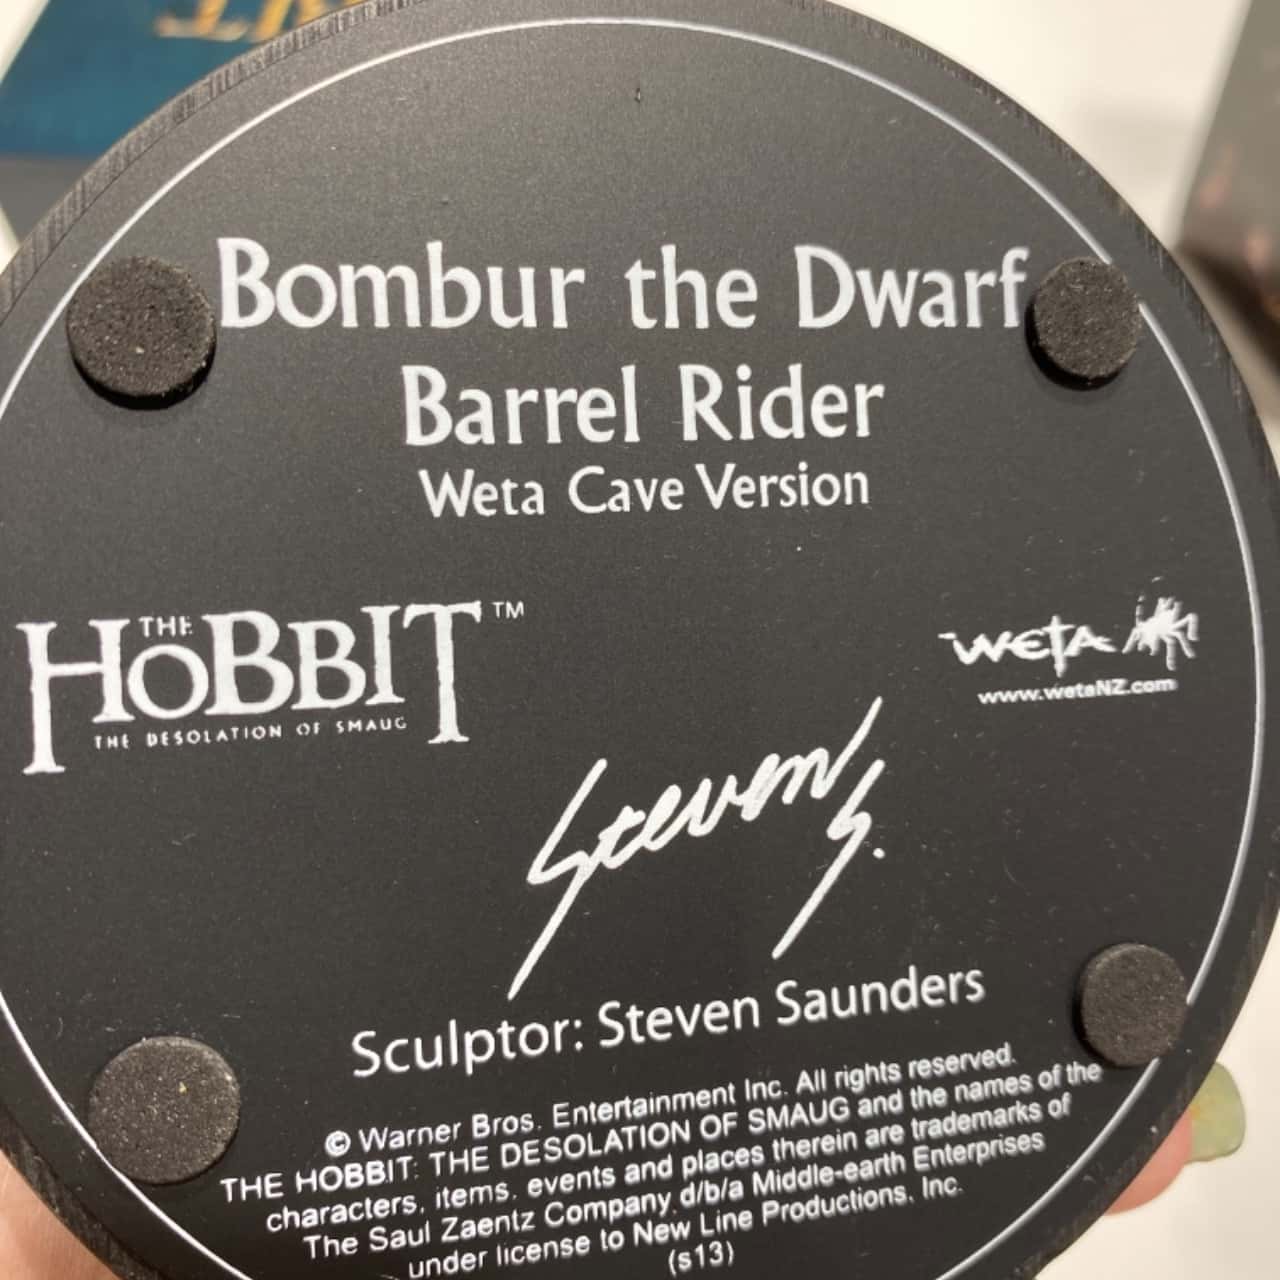 Bombur the Dwarf
Barrel Rider
Weta Cave Version
THE
HOBBIT™
THE DESOLATION OF SMAUG
WETA
www.wetaNZ.com
Steven S.
Sculptor: Steven Saunders
© Warner Bros. Entertainment Inc. All rights reserved.
THE HOBBIT: THE DESOLATION OF SMAUG and the names of the
characters, items, events and places therein are trademarks of
The Saul Zaentz Company d/b/a Middle-earth Enterprises
under license to New Line Productions, Inc.
(s13)